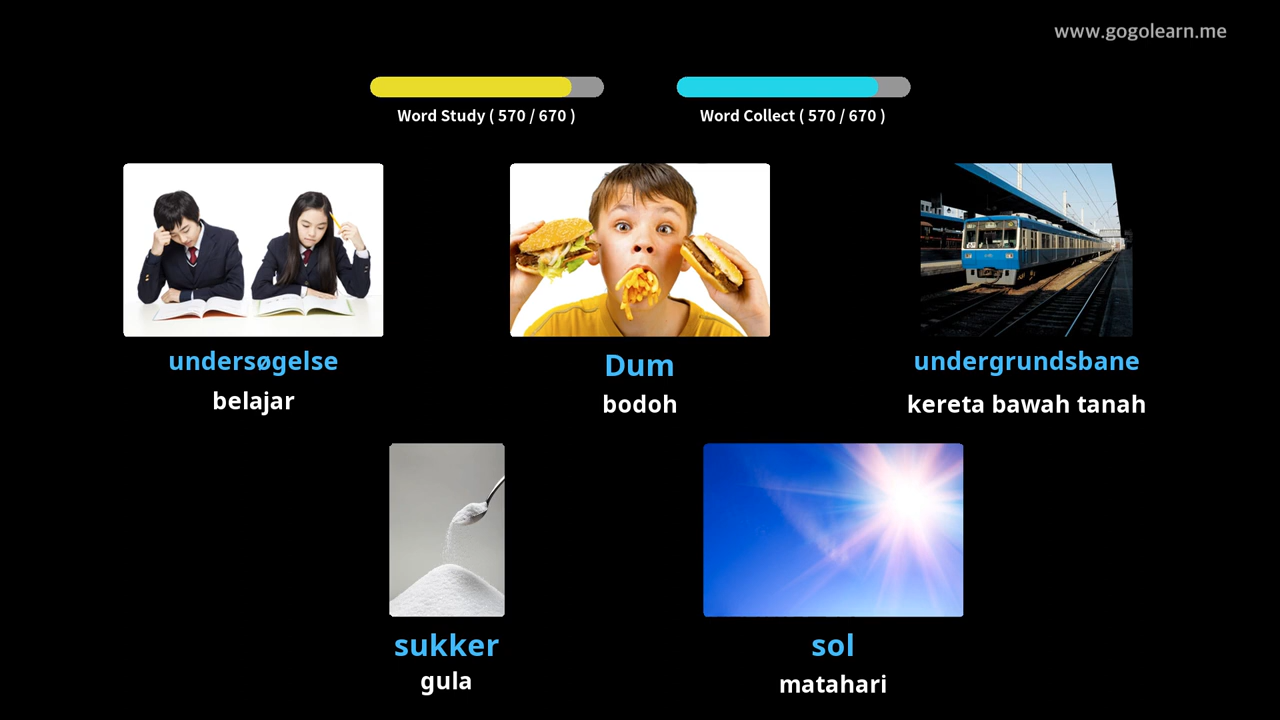 www.gogolearn.me
Word Study ( 570 / 670 )
Word Collect ( 570 / 670 )
undersøgelse
belajar
Dum
bodoh
undergrundsbane
kereta bawah tanah
sukker
gula
sol
matahari